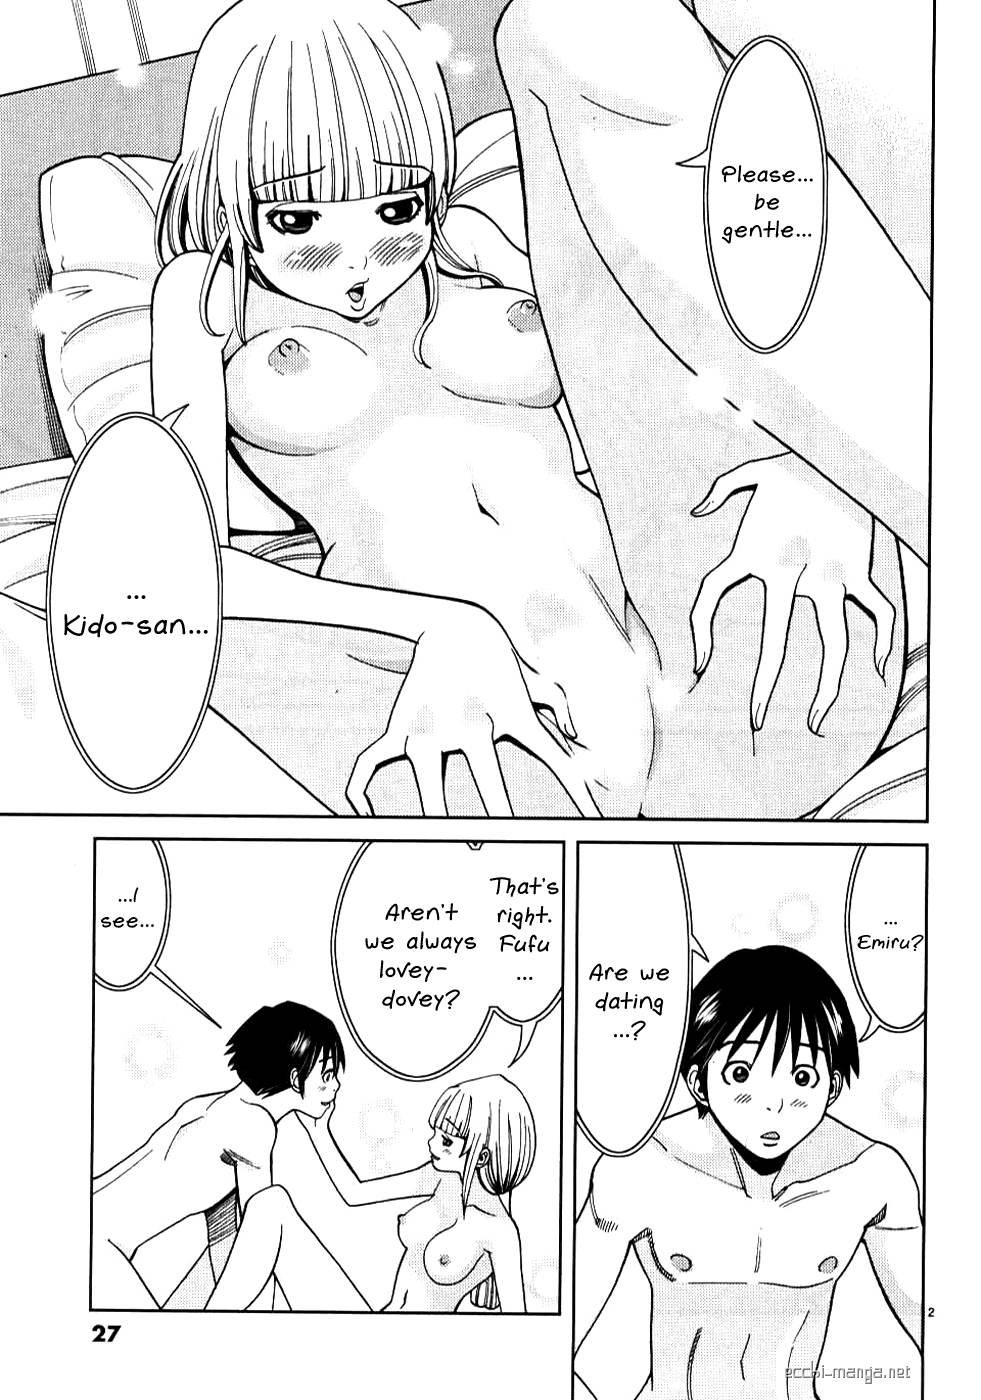 Please...
be
gentle...
...
Kido-san...
...
Emiru?
Are we
dating
...?
That's
right.
Fufu
...
Aren't
we always
lovey-
dovey?
...I
see...
2
27
ecchi-manga.net